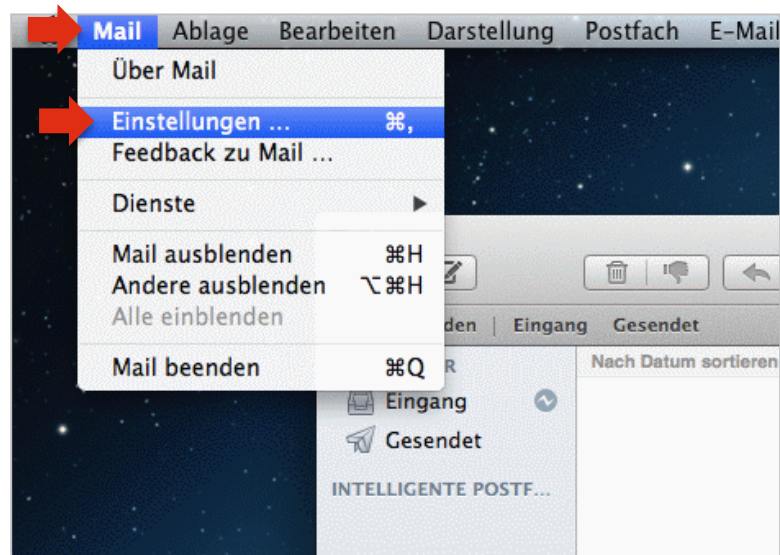 Mail Ablage Bearbeiten Darstellung Postfach E-Mail
Über Mail
Einstellungen ... ⌘,
Feedback zu Mail ...
Dienste ▶
Mail ausblenden ⌘H
Andere ausblenden ⌥⌘H
Alle einblenden
Mail beenden ⌘Q
Eingang Gesendet
Nach Datum sortieren
Eingang
Gesendet
INTELLIGENTE POSTF...